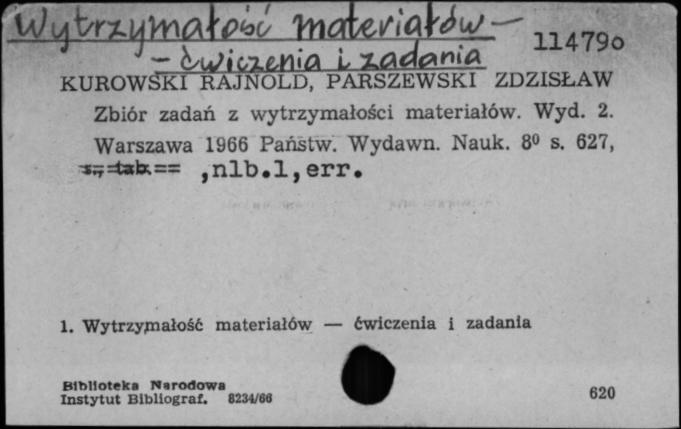 Wytrzymałość materiałów —
— ćwiczenia i zadania
114790
KUROWSKI RAJNOLD, PARSZEWSKI ZDZISŁAW
Zbiór zadań z wytrzymałości materiałów. Wyd. 2.
Warszawa 1966 Państw. Wydawn. Nauk. 8⁰ s. 627,
s., tab. ,nlb.1,err.
1. Wytrzymałość materiałów — ćwiczenia i zadania
Biblioteka Narodowa
Instytut Bibliograf. 8234/66
620